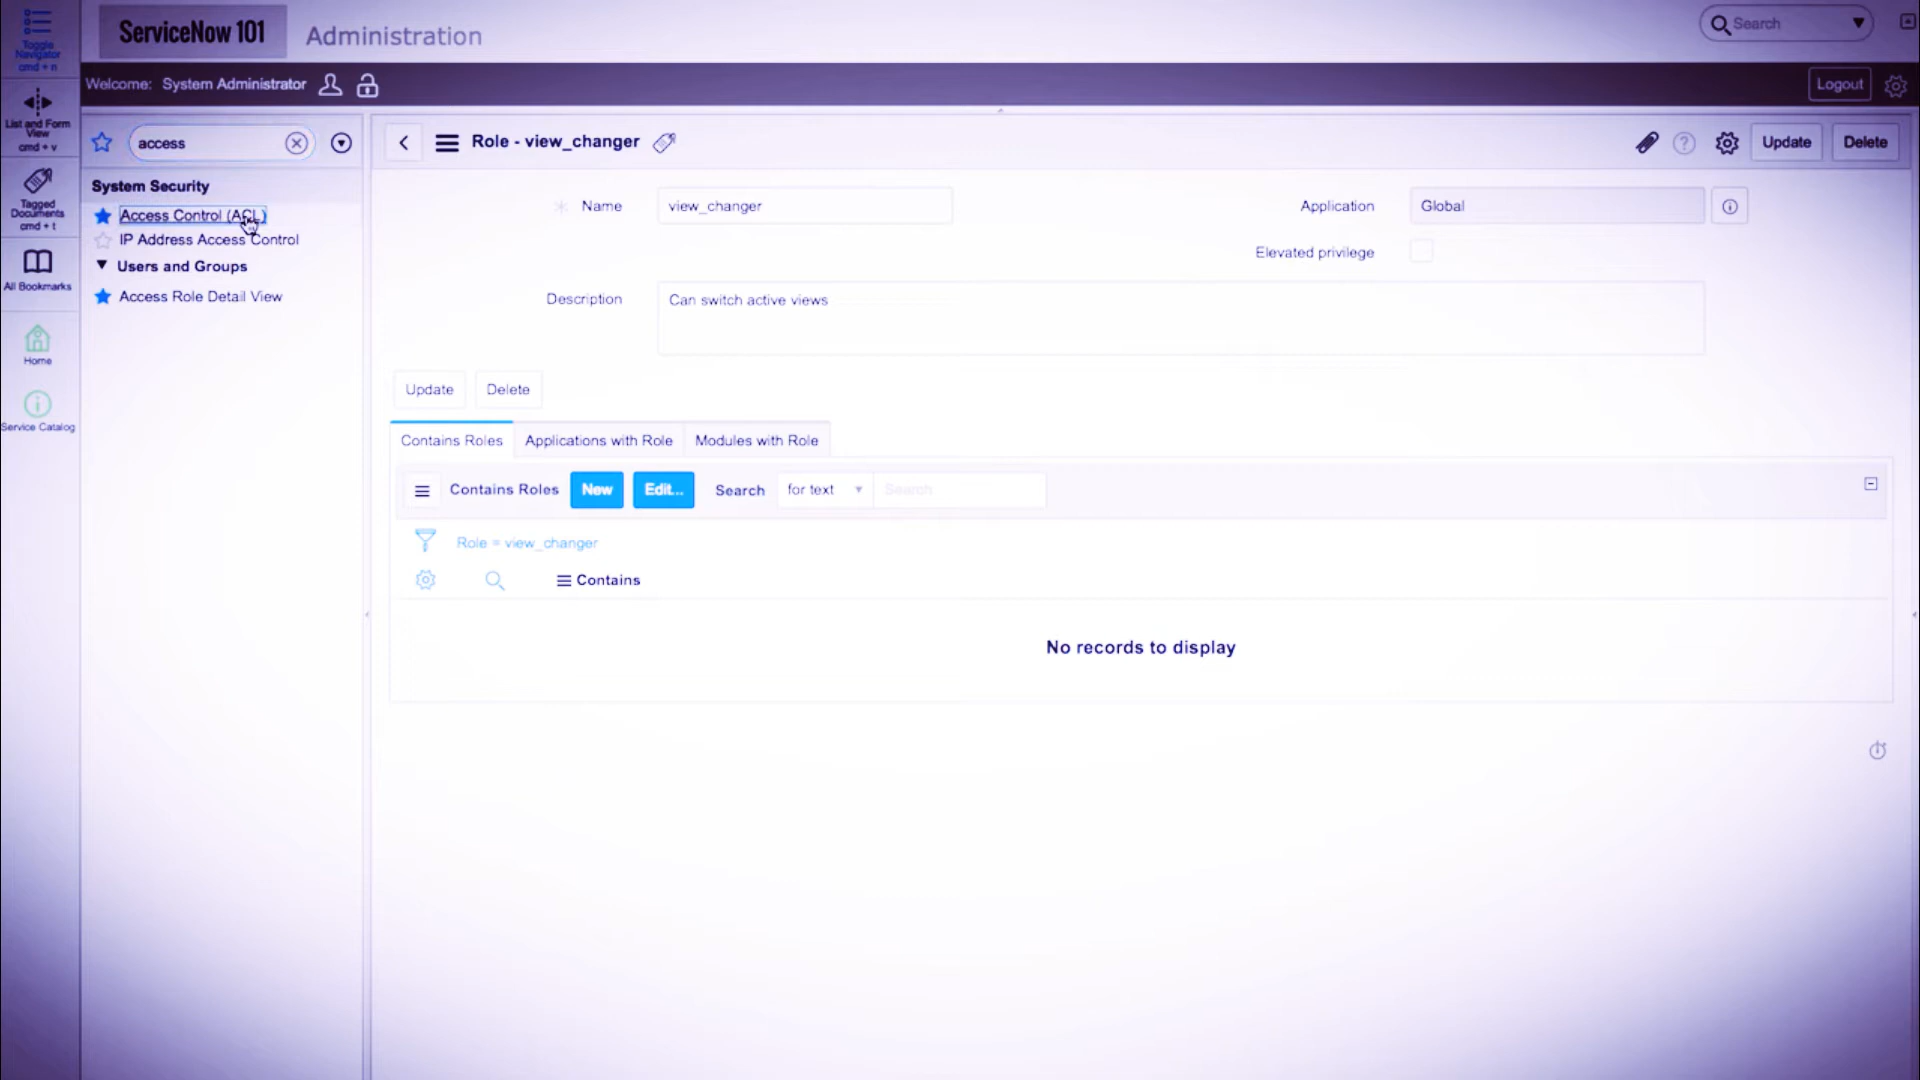 Toggle
Navigator
cmd + n
ServiceNow 101
Administration
Search
Welcome: System Administrator
Logout
List and Form
View
cmd + v
access
Role - view_changer
Update
Delete
System Security
Access Control (ACL)
IP Address Access Control
Users and Groups
Access Role Detail View
Tagged
Documents
cmd + t
All Bookmarks
Home
Service Catalog
Name
view_changer
Application
Global
Elevated privilege
Description
Can switch active views
Update
Delete
Contains Roles
Applications with Role
Modules with Role
Contains Roles
New
Edit...
Search
for text
Search
Role = view_changer
Contains
No records to display